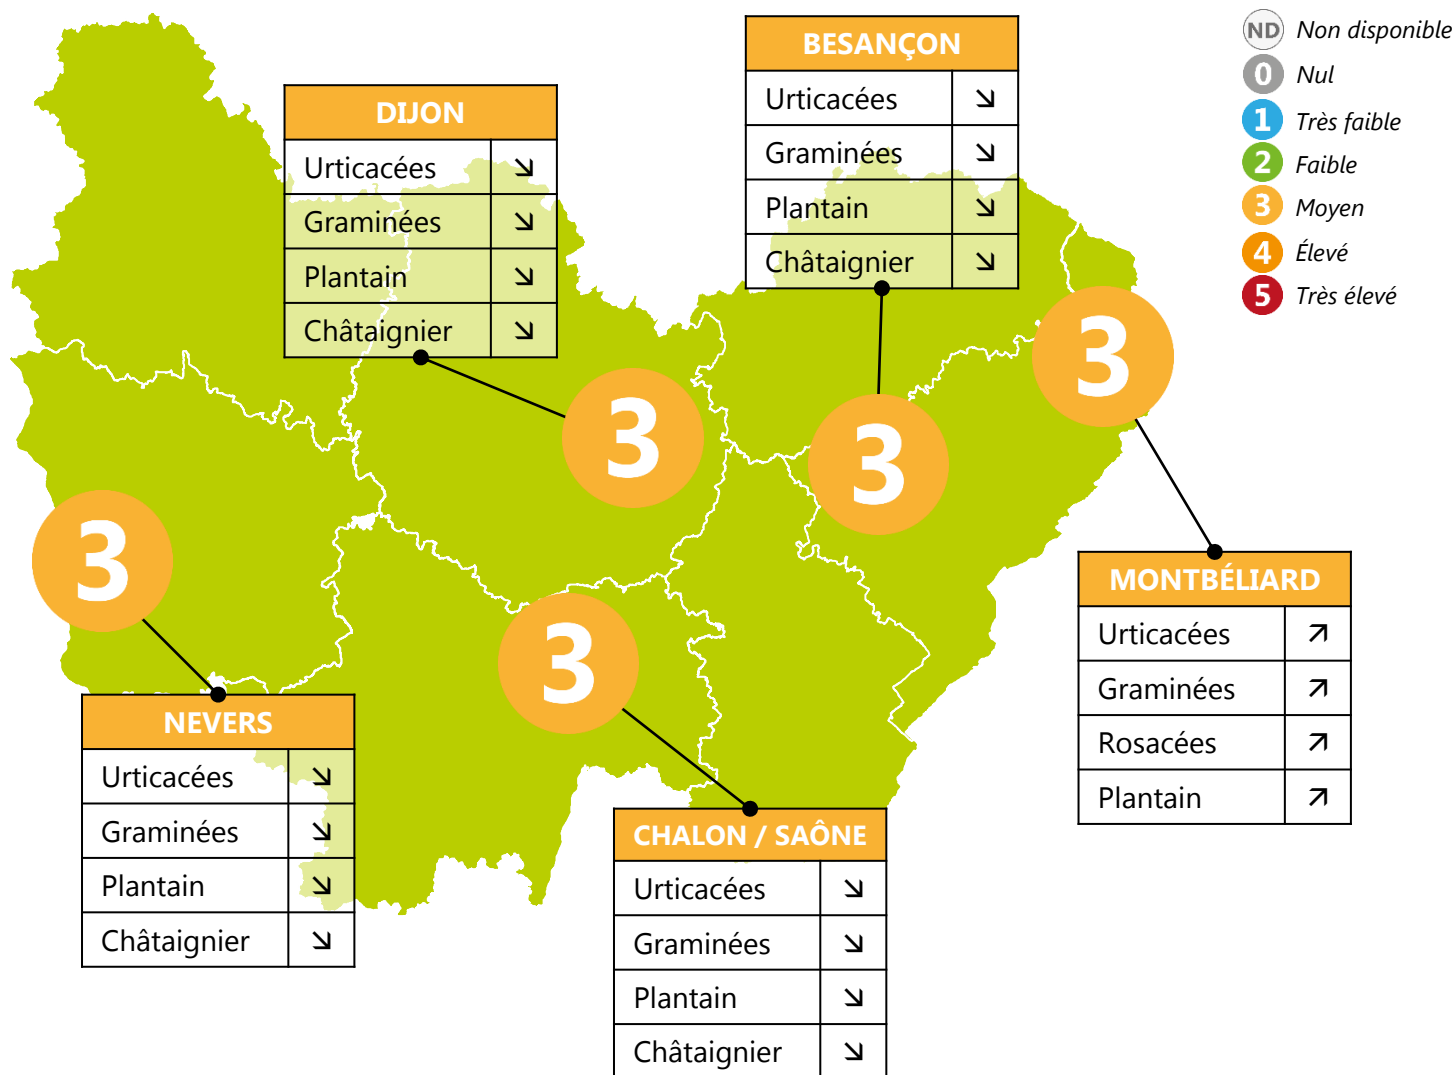 BESANÇON
Urticacées ↘
Graminées ↘
Plantain ↘
Châtaignier ↘
ND Non disponible
0 Nul
1 Très faible
2 Faible
3 Moyen
4 Élevé
5 Très élevé
DIJON
Urticacées ↘
Graminées ↘
Plantain ↘
Châtaignier ↘
3
3
3
3
3
MONTBÉLIARD
Urticacées ↗
Graminées ↗
Rosacées ↗
Plantain ↗
NEVERS
Urticacées ↘
Graminées ↘
Plantain ↘
Châtaignier ↘
CHALON / SAÔNE
Urticacées ↘
Graminées ↘
Plantain ↘
Châtaignier ↘